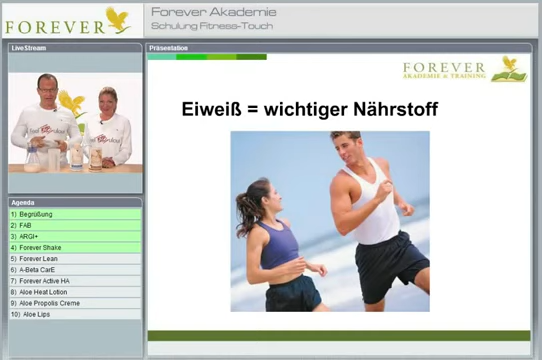 FOREVER
Forever Akademie
Schulung Fitness-Touch
LiveStream
Präsentation
FOREVER
AKADEMIE & TRAINING
Eiweiß = wichtiger Nährstoff
Agenda
1) Begrüßung
2) FAB
3) ARGI+
4) Forever Shake
5) Forever Lean
6) A-Beta CarE
7) Forever Active HA
8) Aloe Heat Lotion
9) Aloe Propolis Creme
10) Aloe Lips